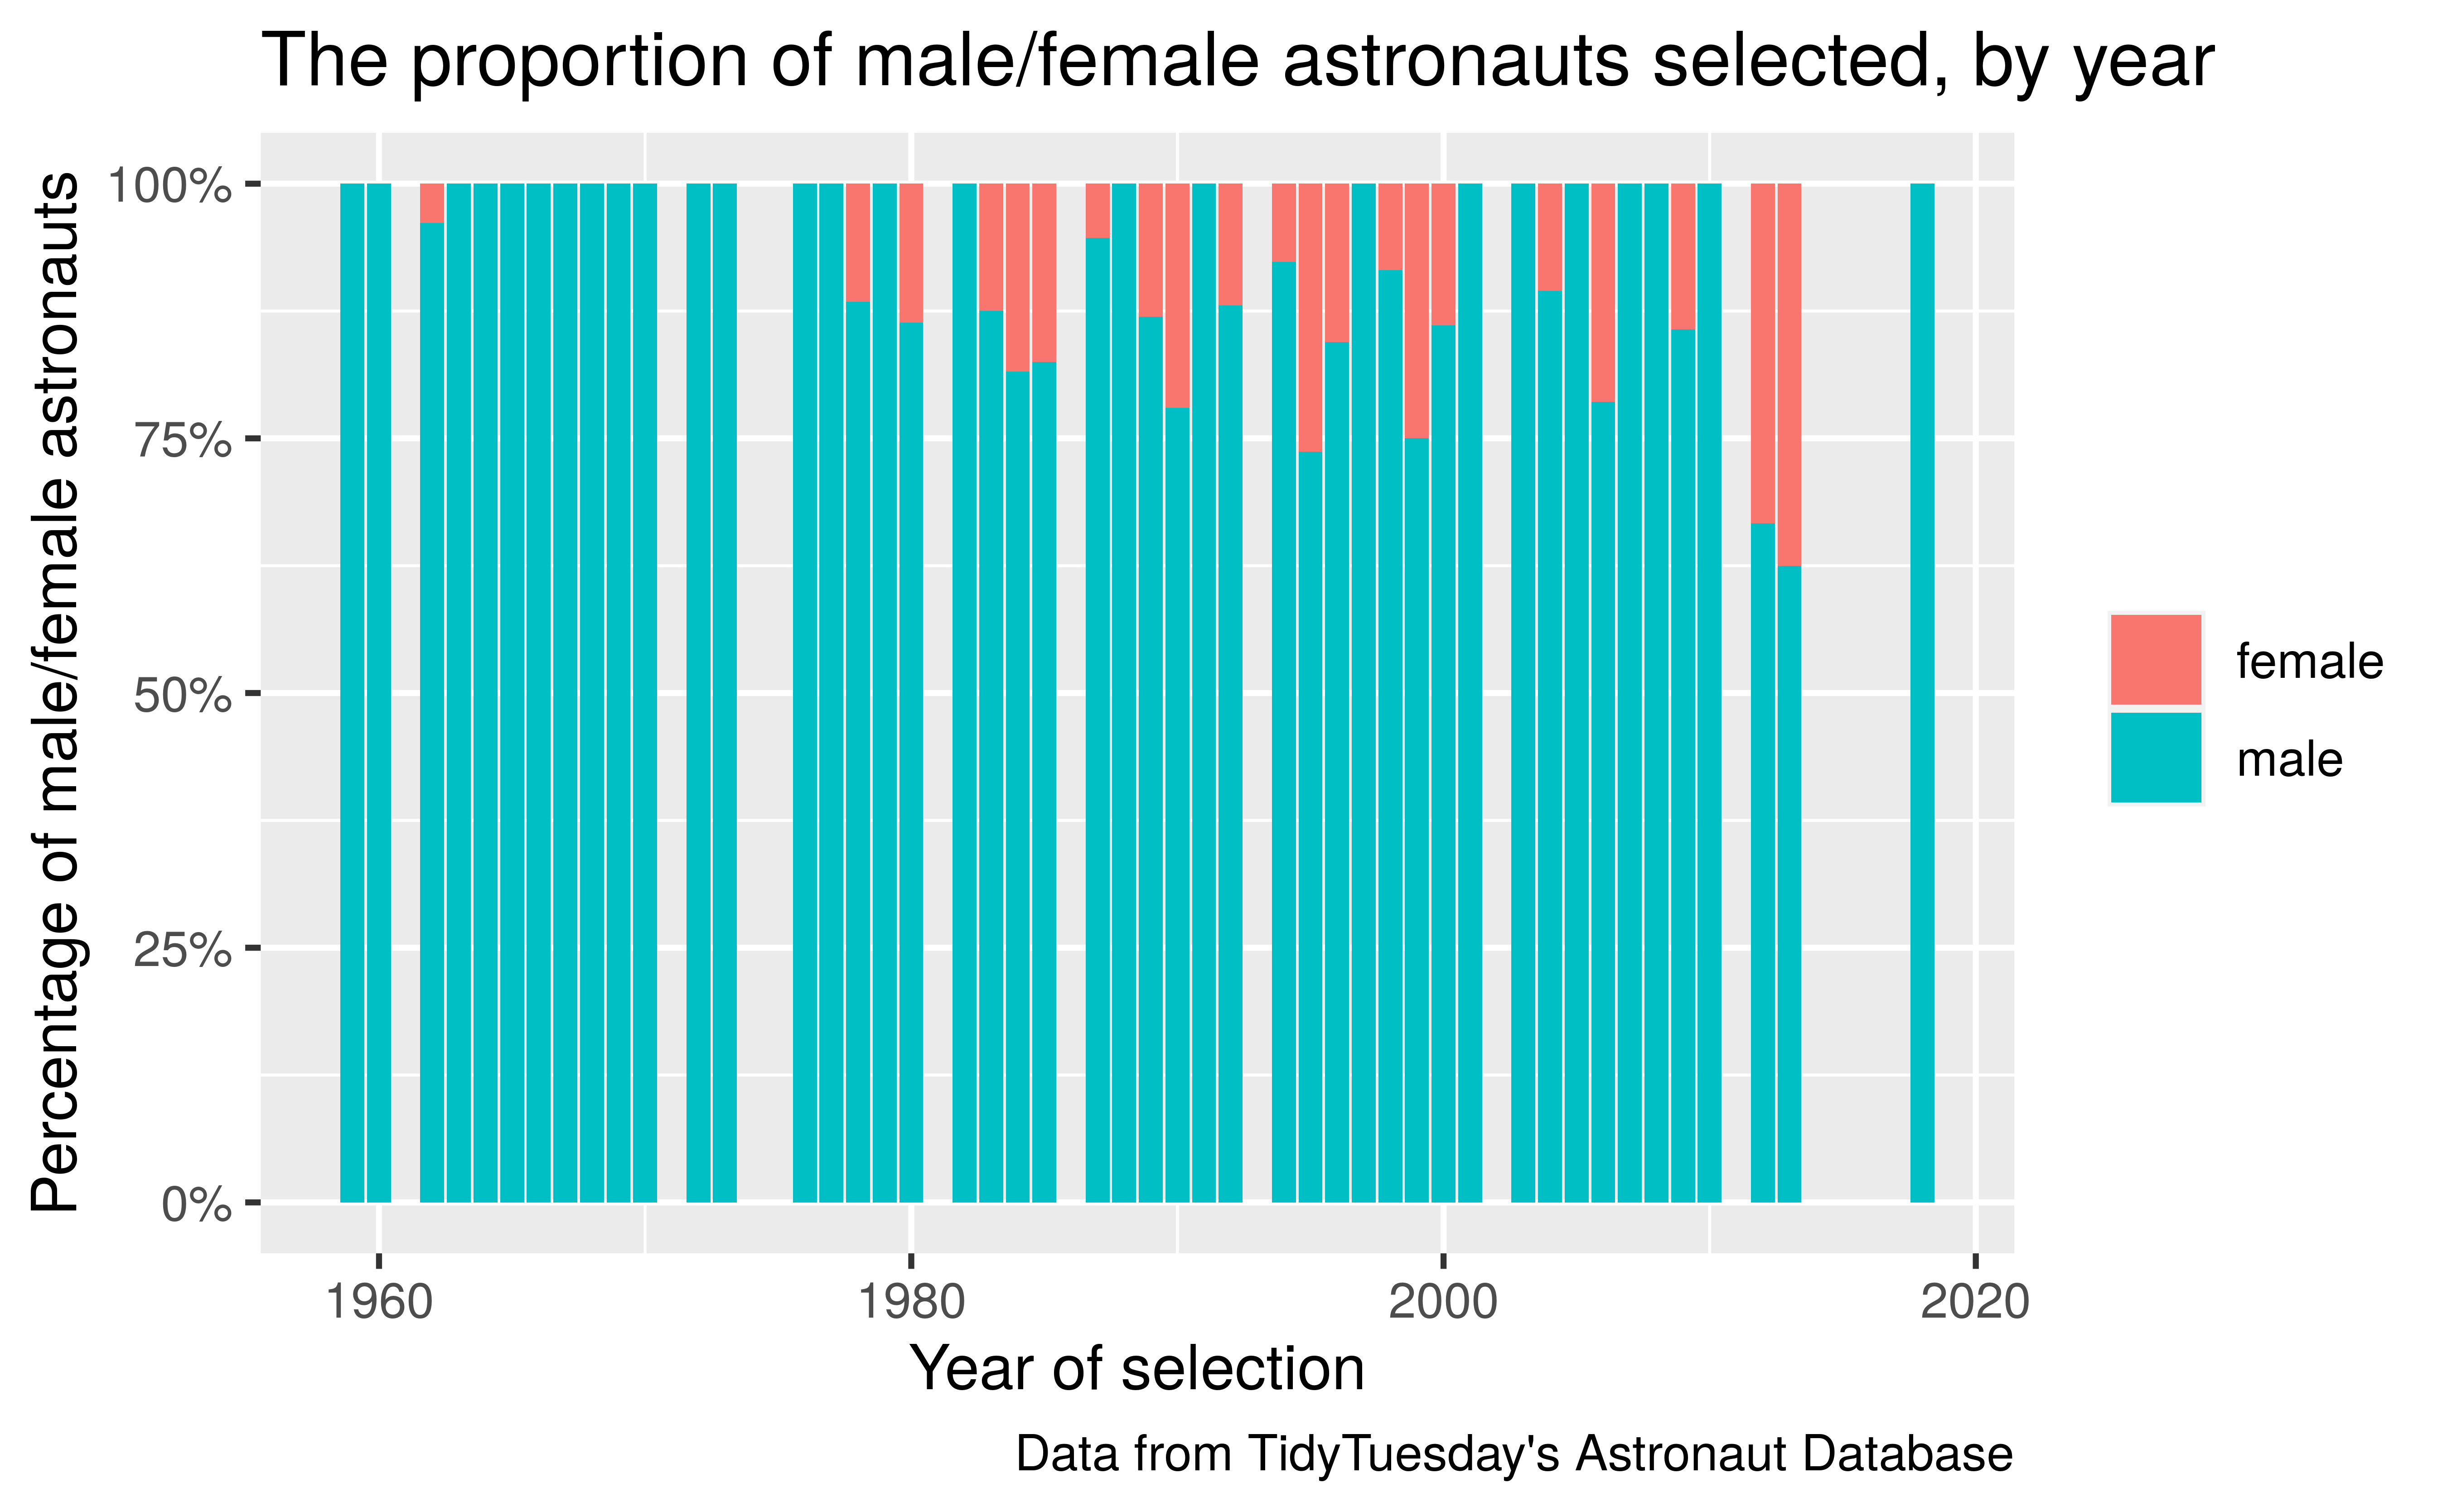 The proportion of male/female astronauts selected, by year
Percentage of male/female astronauts
100%
75%
50%
25%
0%
1960
1980
2000
2020
Year of selection
female
male
Data from TidyTuesday's Astronaut Database